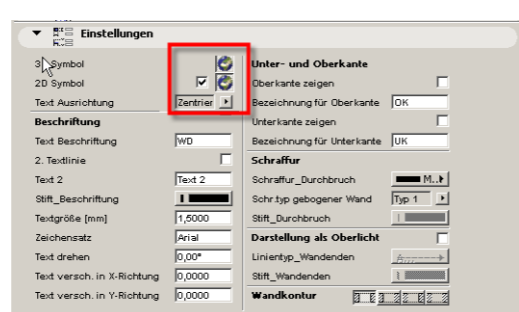 Einstellungen
3D Symbol
2D Symbol
Text Ausrichtung Zentrier
Beschriftung
Text Beschriftung WD
2. Textlinie
Text 2 Text 2
Stift_Beschriftung 1
Textgröße [mm] 1,5000
Zeichensatz Arial
Text drehen 0,00°
Text versch. in X-Richtung 0,0000
Text versch. in Y-Richtung 0,0000
Unter- und Oberkante
Oberkante zeigen
Bezeichnung für Oberkante OK
Unterkante zeigen
Bezeichnung für Unterkante UK
Schraffur
Schraffur_Durchbruch M..
Schr.typ gebogener Wand Typ 1
Stift_Durchbruch 1
Darstellung als Oberlicht
Linientyp_Wandenden A...
Stift_Wandenden 1
Wandkontur